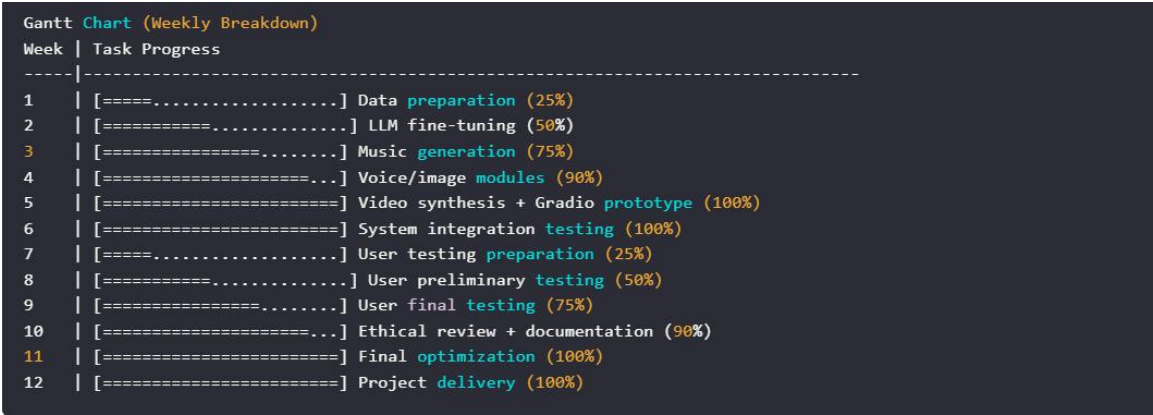 Gantt Chart (Weekly Breakdown)
Week | Task Progress
-----|-------------------------------------------------------------------------------
1    | [=====...................] Data preparation (25%)
2    | [===========..............] LLM fine-tuning (50%)
3    | [================........] Music generation (75%)
4    | [=====================...] Voice/image modules (90%)
5    | [========================] Video synthesis + Gradio prototype (100%)
6    | [========================] System integration testing (100%)
7    | [=====...................] User testing preparation (25%)
8    | [===========..............] User preliminary testing (50%)
9    | [================........] User final testing (75%)
10   | [=====================...] Ethical review + documentation (90%)
11   | [========================] Final optimization (100%)
12   | [========================] Project delivery (100%)